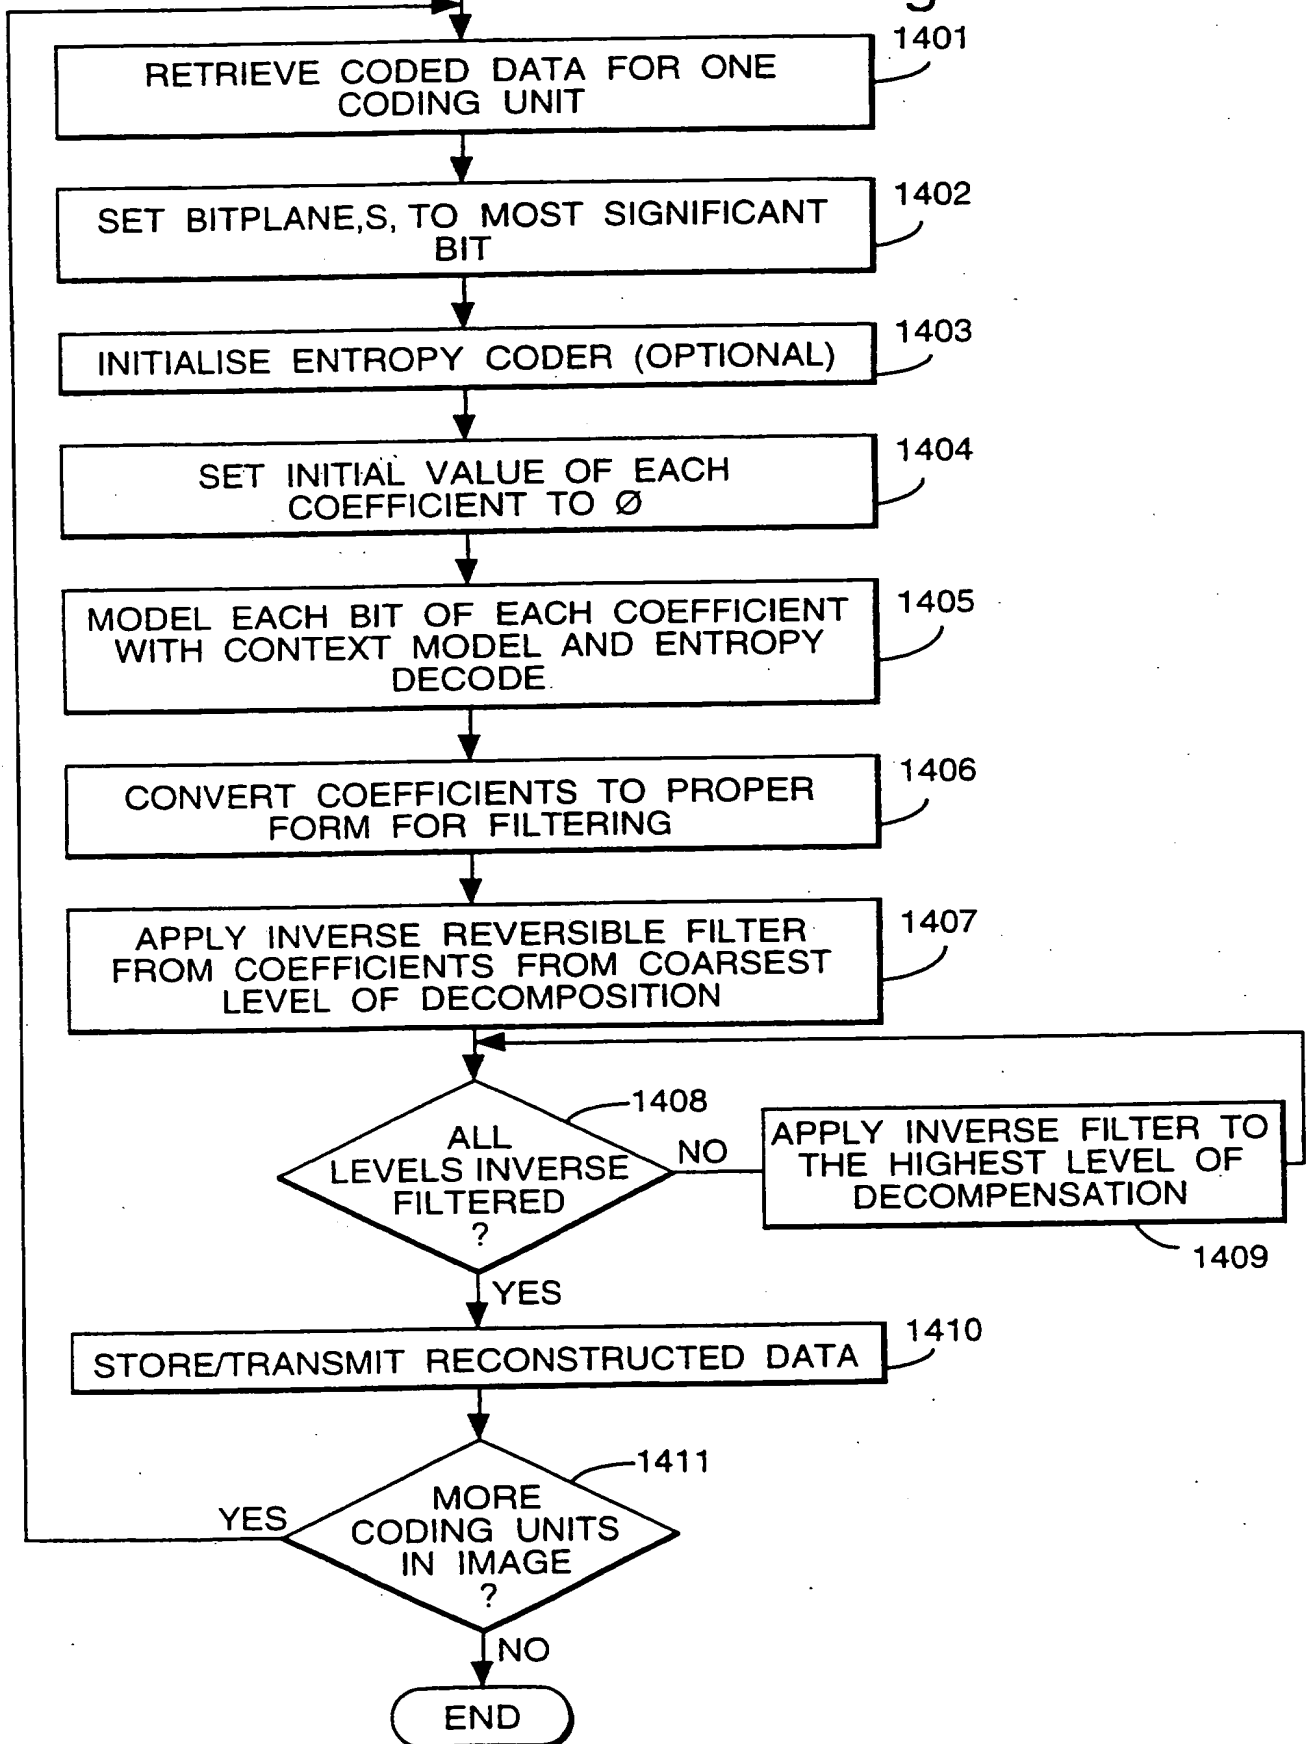 1401
RETRIEVE CODED DATA FOR ONE
CODING UNIT
1402
SET BITPLANE,S, TO MOST SIGNIFICANT
BIT
1403
INITIALISE ENTROPY CODER (OPTIONAL)
1404
SET INITIAL VALUE OF EACH
COEFFICIENT TO Ø
1405
MODEL EACH BIT OF EACH COEFFICIENT
WITH CONTEXT MODEL AND ENTROPY
DECODE
1406
CONVERT COEFFICIENTS TO PROPER
FORM FOR FILTERING
1407
APPLY INVERSE REVERSIBLE FILTER
FROM COEFFICIENTS FROM COARSEST
LEVEL OF DECOMPOSITION
1408
ALL
LEVELS INVERSE
FILTERED
?
NO
APPLY INVERSE FILTER TO
THE HIGHEST LEVEL OF
DECOMPENSATION
1409
YES
1410
STORE/TRANSMIT RECONSTRUCTED DATA
1411
MORE
CODING UNITS
IN IMAGE
?
YES
NO
END